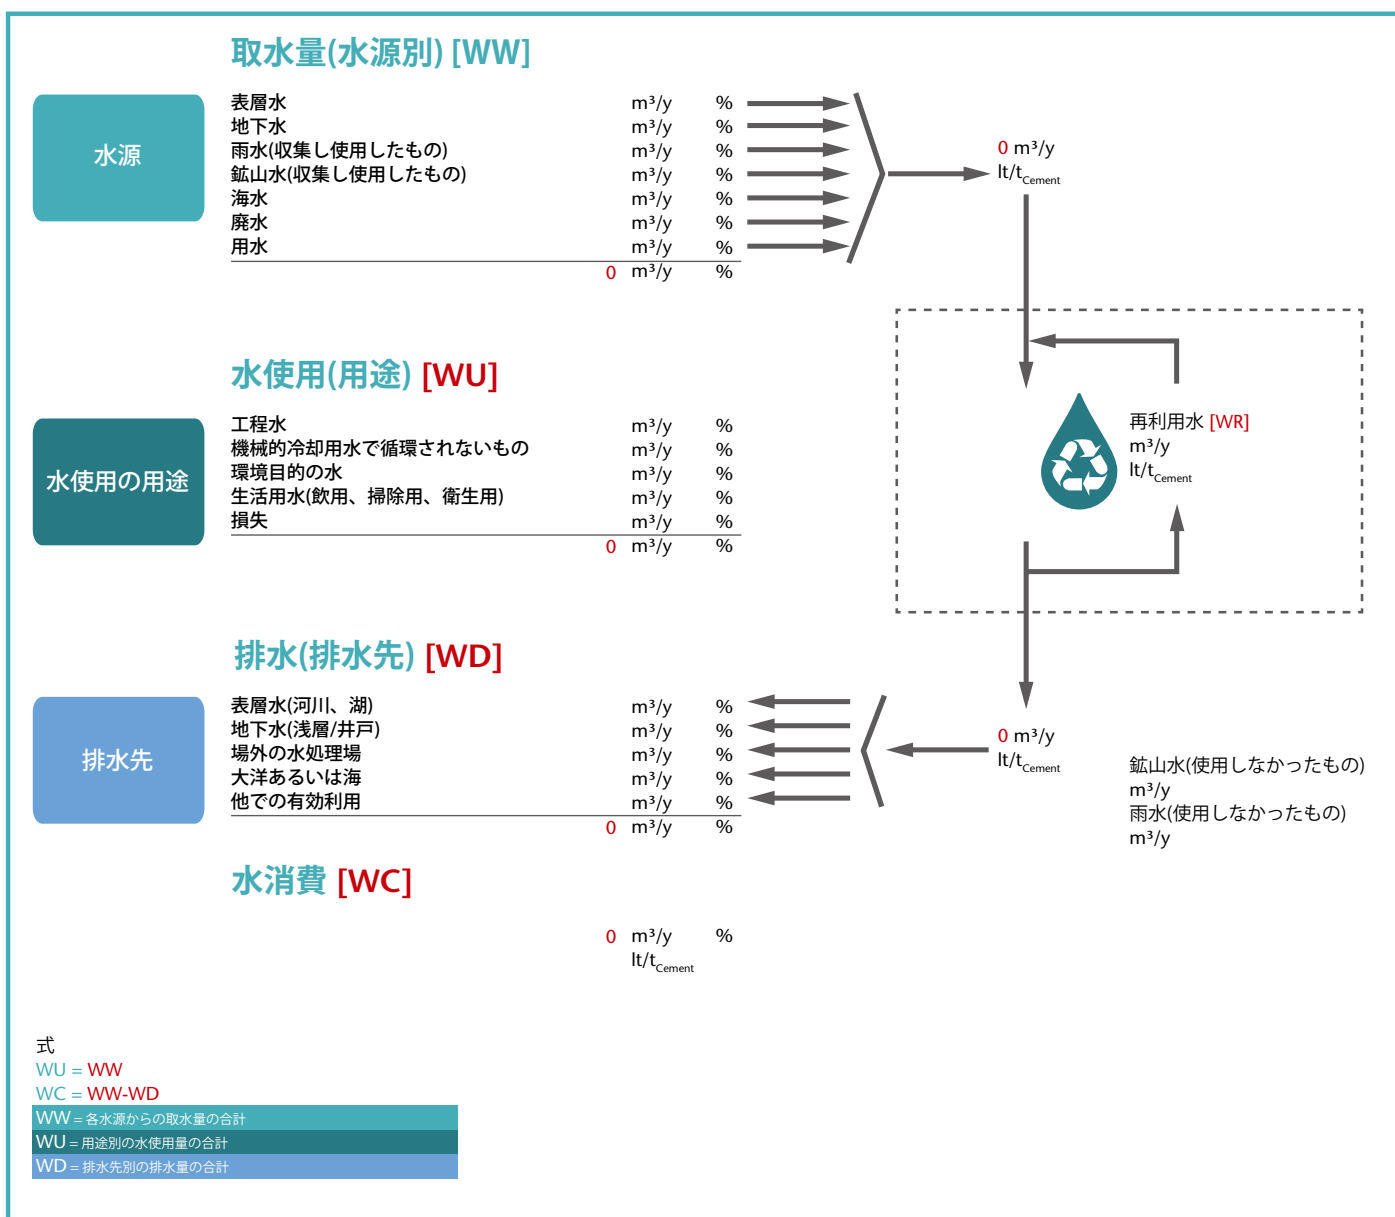 取水量(水源別) [WW]
水源
表層水 m³/y %
地下水 m³/y %
雨水(収集し使用したもの) m³/y %
鉱山水(収集し使用したもの) m³/y %
海水 m³/y %
廃水 m³/y %
用水 m³/y %
0 m³/y %
0 m³/y
lt/tCement
水使用(用途) [WU]
水使用の用途
工程水 m³/y %
機械的冷却用水で循環されないもの m³/y %
環境目的の水 m³/y %
生活用水(飲用、掃除用、衛生用) m³/y %
損失 m³/y %
0 m³/y %
再利用水 [WR]
m³/y
lt/tCement
排水(排水先) [WD]
排水先
表層水(河川、湖) m³/y %
地下水(浅層/井戸) m³/y %
場外の水処理場 m³/y %
大洋あるいは海 m³/y %
他での有効利用 m³/y %
0 m³/y %
0 m³/y
lt/tCement
鉱山水(使用しなかったもの)
m³/y
雨水(使用しなかったもの)
m³/y
水消費 [WC]
0 m³/y %
lt/tCement
式
WU = WW
WC = WW-WD
WW = 各水源からの取水量の合計
WU = 用途別の水使用量の合計
WD = 排水先別の排水量の合計